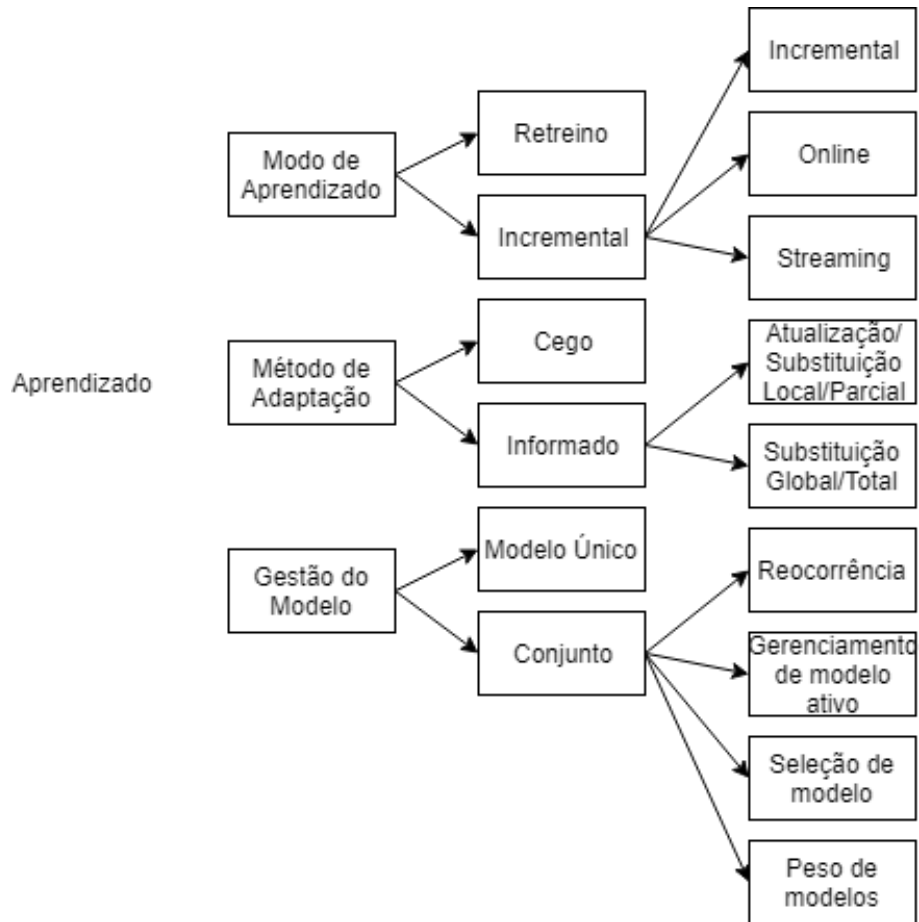 Aprendizado
Modo de
Aprendizado
Retreino
Incremental
Incremental
Online
Streaming
Método de
Adaptação
Cego
Informado
Atualização/
Substituição
Local/Parcial
Substituição
Global/Total
Gestão do
Modelo
Modelo Único
Conjunto
Reocorrência
Gerenciamento
de modelo
ativo
Seleção de
modelo
Peso de
modelos